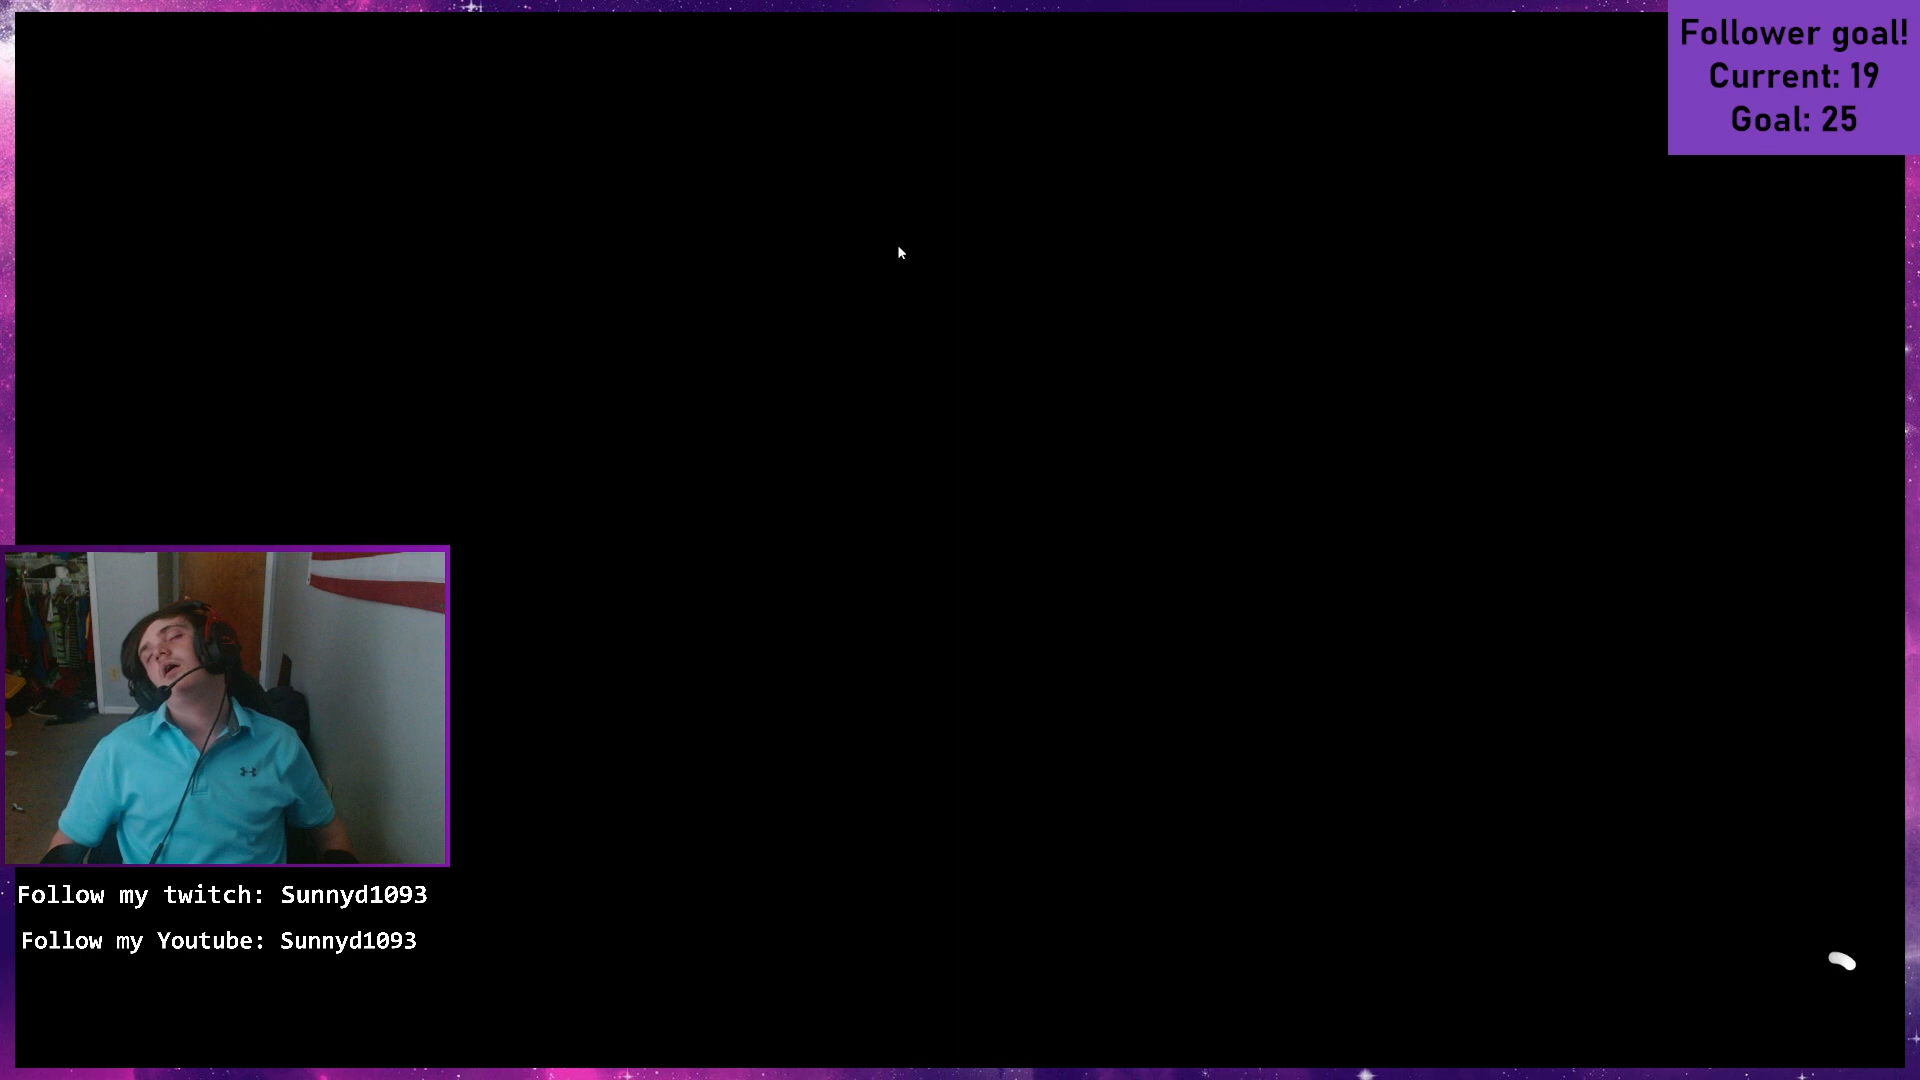 Follower goal!
Current: 19
Goal: 25
Follow my twitch: Sunnyd1093
Follow my Youtube: Sunnyd1093